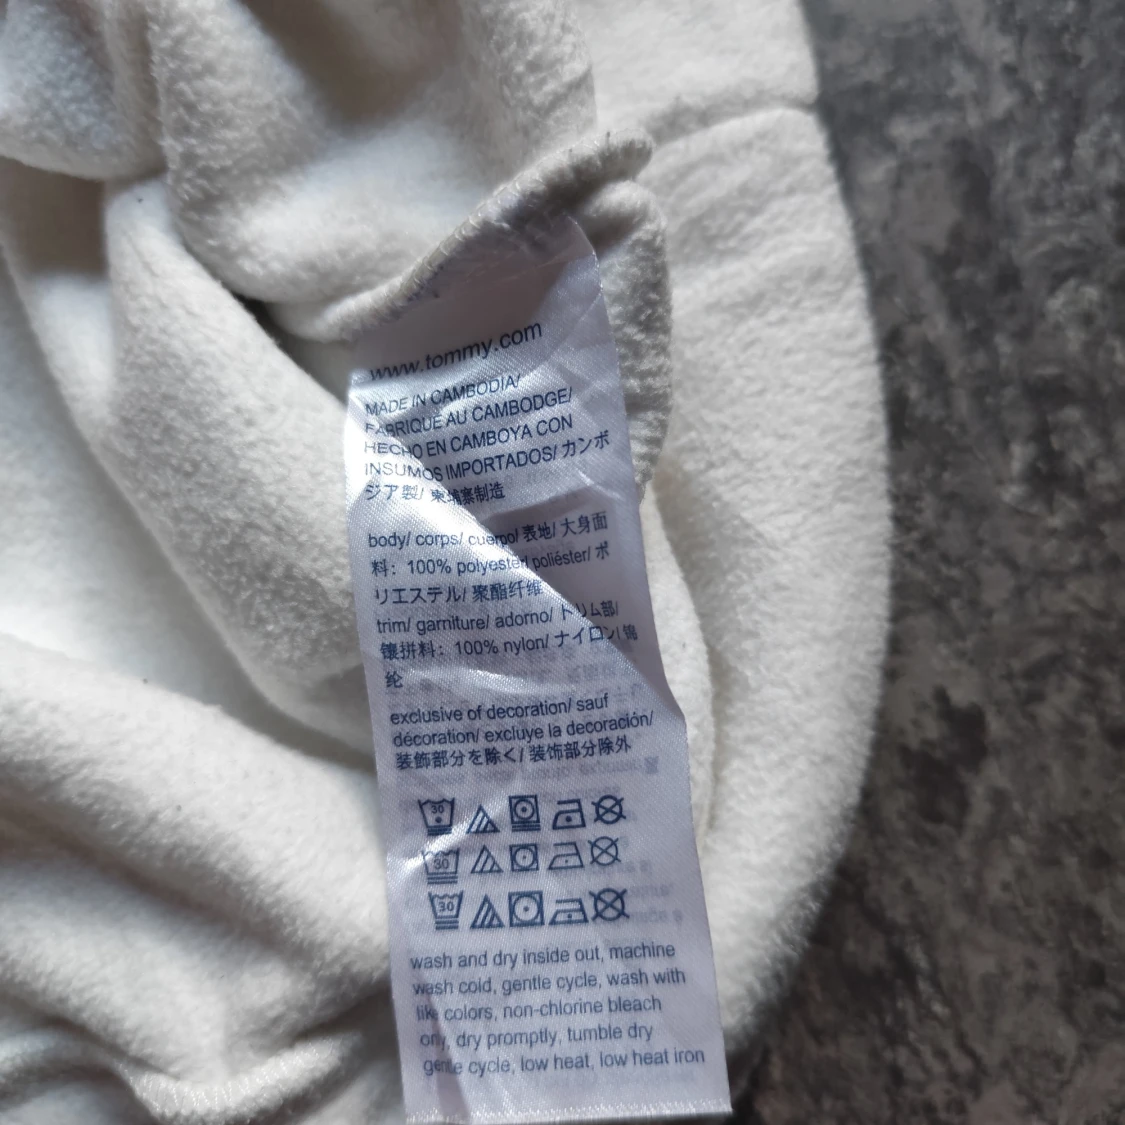 www.tommy.com
MADE IN CAMBODIA/
FABRIQUE AU CAMBODGE/
HECHO EN CAMBOYA CON
INSUMOS IMPORTADOS/ カンボ
ジア製/ 柬埔寨制造
body/ corps/ cuerpo/ 表地/ 大身面
料: 100% polyester/ poliéster/ ポ
リエステル/ 聚酯纤维
trim/ garniture/ adorno/ トリム部/
镶拼料: 100% nylon/ ナイロン/ 锦
纶
exclusive of decoration/ sauf
décoration/ excluye la decoración/
装飾部分を除く/ 装饰部分除外
30
30
30
wash and dry inside out, machine
wash cold, gentle cycle, wash with
like colors, non-chlorine bleach
only, dry promptly, tumble dry
gentle cycle, low heat, low heat iron